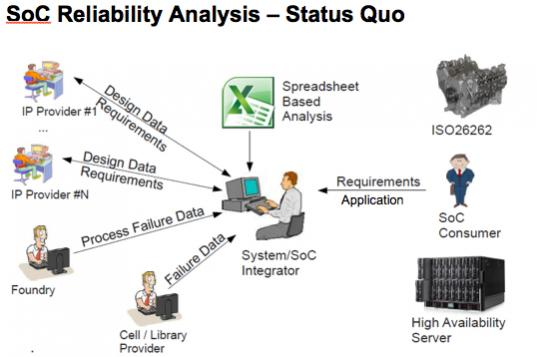 SoC Reliability Analysis – Status Quo
IP Provider #1
...
IP Provider #N
Foundry
Cell / Library
Provider
Design Data
Requirements
Design Data
Requirements
Process Failure Data
Failure Data
Spreadsheet
Based
Analysis
System/SoC
Integrator
Requirements
Application
ISO26262
SoC
Consumer
High Availability
Server